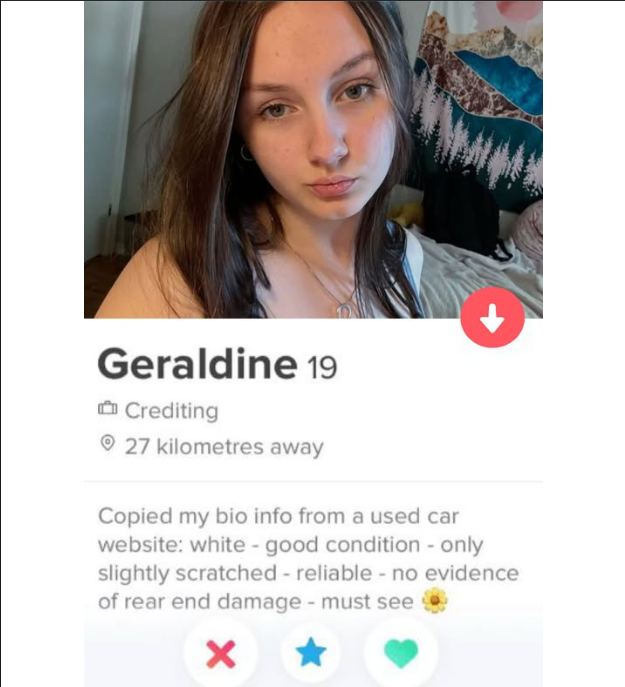 Geraldine 19
Crediting
27 kilometres away
Copied my bio info from a used car
website: white - good condition - only
slightly scratched - reliable - no evidence
of rear end damage - must see 🌼